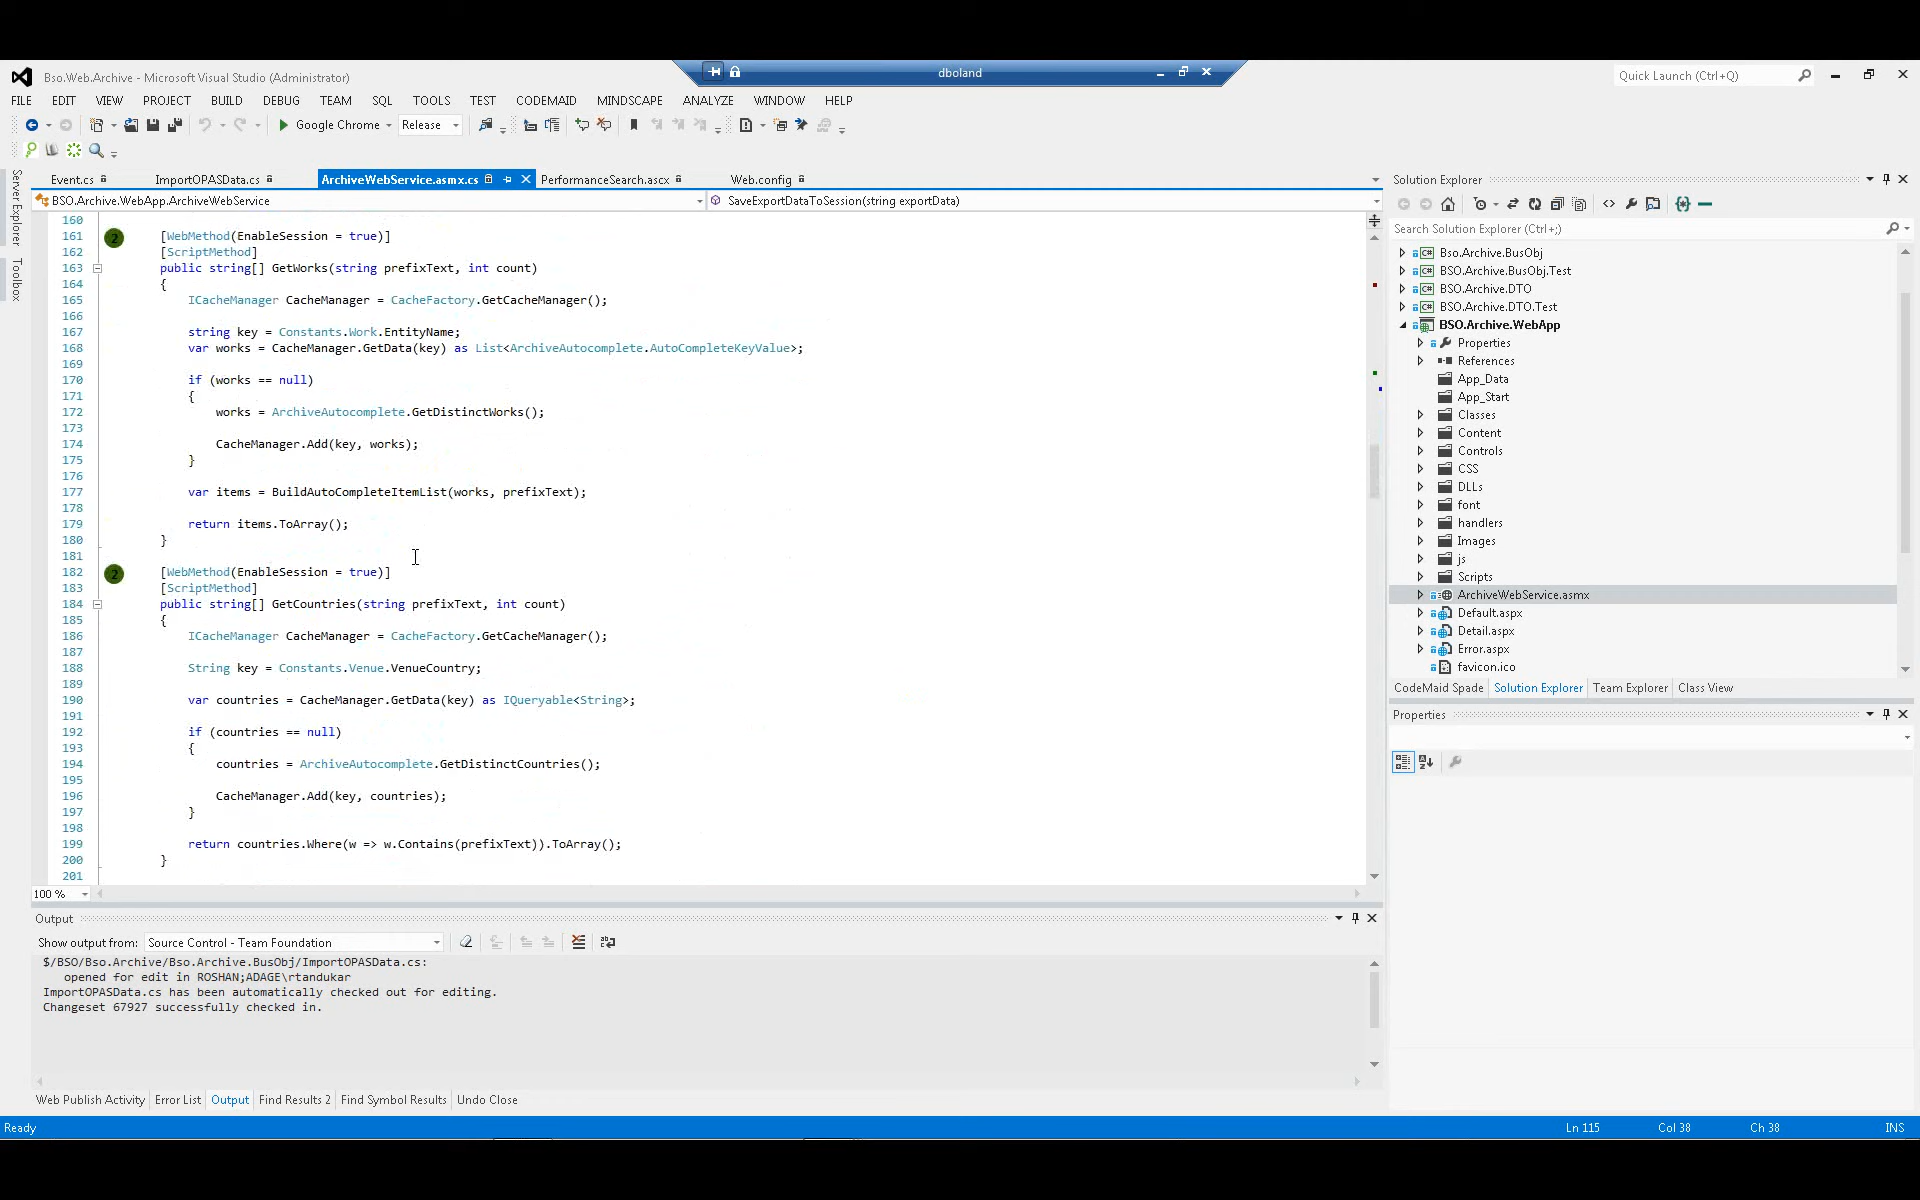 dboland
Bso.Web.Archive - Microsoft Visual Studio (Administrator)
Quick Launch (Ctrl+Q)
FILE EDIT VIEW PROJECT BUILD DEBUG TEAM SQL TOOLS TEST CODEMAID MINDSCAPE ANALYZE WINDOW HELP
Google Chrome Release
Server Explorer
Toolbox
Event.cs ImportOPASData.cs ArchiveWebService.asmx.cs PerformanceSearch.ascx Web.config
BSO.Archive.WebApp.ArchiveWebService SaveExportDataToSession(string exportData)
160
161 [WebMethod(EnableSession = true)]
162 [ScriptMethod]
163 public string[] GetWorks(string prefixText, int count)
164 {
165 ICacheManager CacheManager = CacheFactory.GetCacheManager();
166
167 string key = Constants.Work.EntityName;
168 var works = CacheManager.GetData(key) as List<ArchiveAutocomplete.AutoCompleteKeyValue>;
169
170 if (works == null)
171 {
172 works = ArchiveAutocomplete.GetDistinctWorks();
173
174 CacheManager.Add(key, works);
175 }
176
177 var items = BuildAutoCompleteItemList(works, prefixText);
178
179 return items.ToArray();
180 }
181
182 [WebMethod(EnableSession = true)]
183 [ScriptMethod]
184 public string[] GetCountries(string prefixText, int count)
185 {
186 ICacheManager CacheManager = CacheFactory.GetCacheManager();
187
188 String key = Constants.Venue.VenueCountry;
189
190 var countries = CacheManager.GetData(key) as IQueryable<String>;
191
192 if (countries == null)
193 {
194 countries = ArchiveAutocomplete.GetDistinctCountries();
195
196 CacheManager.Add(key, countries);
197 }
198
199 return countries.Where(w => w.Contains(prefixText)).ToArray();
200 }
201
2
2
100 %
Output
Show output from: Source Control - Team Foundation
$/BSO/Bso.Archive/Bso.Archive.BusObj/ImportOPASData.cs:
opened for edit in ROSHAN;ADAGE\rtandukar
ImportOPASData.cs has been automatically checked out for editing.
Changeset 67927 successfully checked in.
Web Publish Activity Error List Output Find Results 2 Find Symbol Results Undo Close
Solution Explorer
Search Solution Explorer (Ctrl+;)
Bso.Archive.BusObj
BSO.Archive.BusObj.Test
BSO.Archive.DTO
BSO.Archive.DTO.Test
BSO.Archive.WebApp
Properties
References
App_Data
App_Start
Classes
Content
Controls
CSS
DLLs
font
handlers
Images
js
Scripts
ArchiveWebService.asmx
Default.aspx
Detail.aspx
Error.aspx
favicon.ico
CodeMaid Spade Solution Explorer Team Explorer Class View
Properties
Ready Ln 115 Col 38 Ch 38 INS